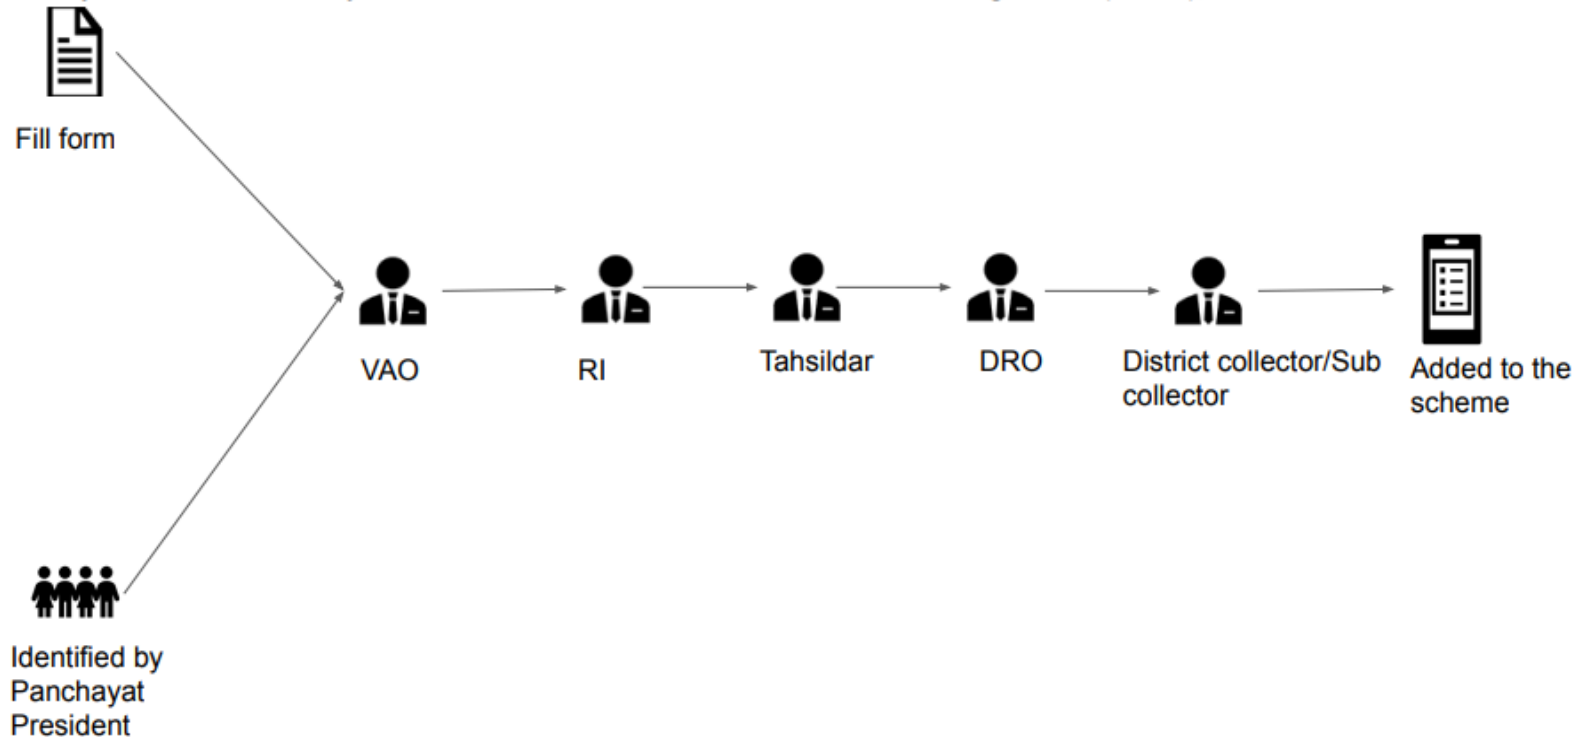 Fill form
VAO
RI
Tahsildar
DRO
District collector/Sub
collector
Added to the
scheme
Identified by
Panchayat
President